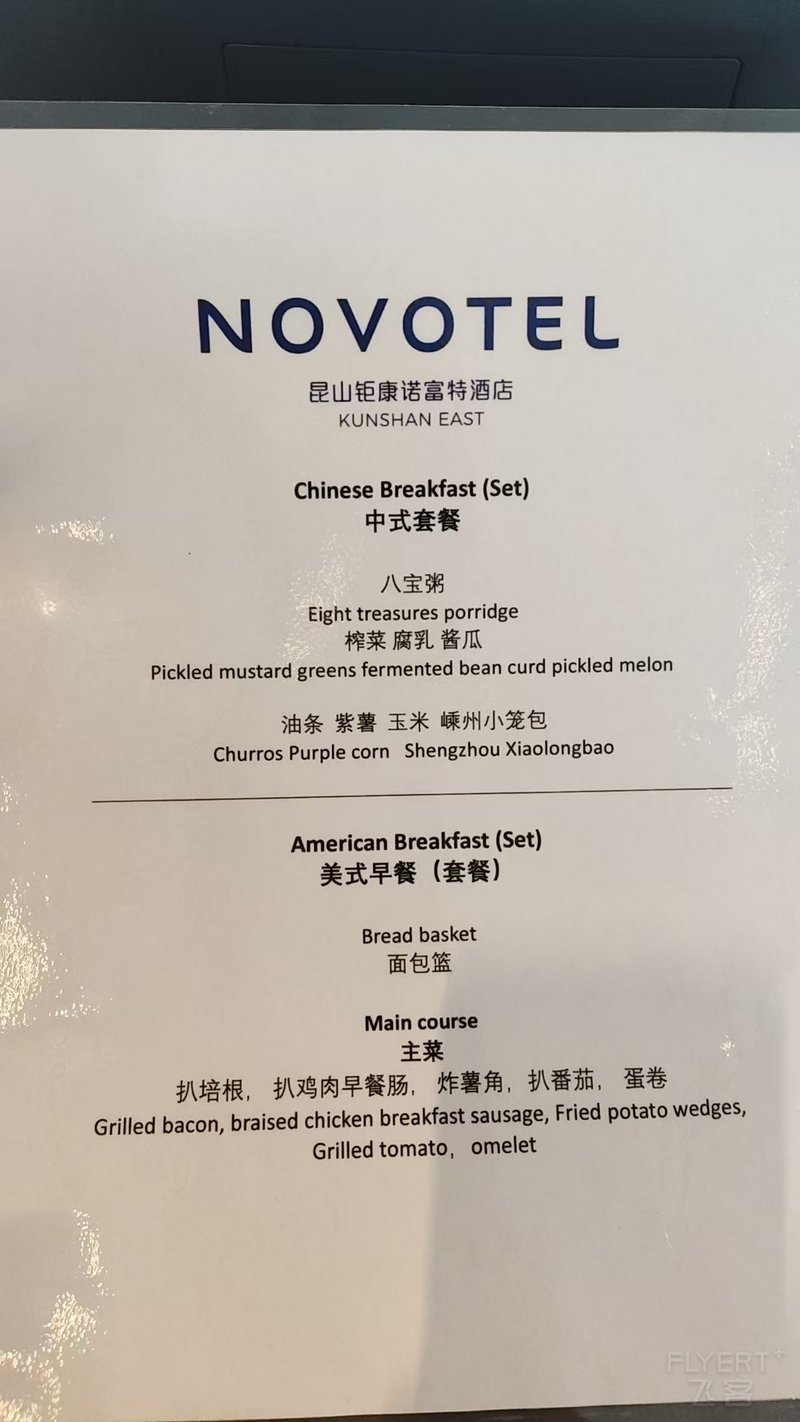 NOVOTEL
昆山钜康诺富特酒店
KUNSHAN EAST
Chinese Breakfast (Set)
中式套餐
八宝粥
Eight treasures porridge
榨菜 腐乳 酱瓜
Pickled mustard greens fermented bean curd pickled melon
油条 紫薯 玉米 嵊州小笼包
Churros Purple corn Shengzhou Xiaolongbao
American Breakfast (Set)
美式早餐（套餐）
Bread basket
面包篮
Main course
主菜
扒培根， 扒鸡肉早餐肠， 炸薯角，扒番茄， 蛋卷
Grilled bacon, braised chicken breakfast sausage, Fried potato wedges,
Grilled tomato， omelet
FLYERT+
飞客